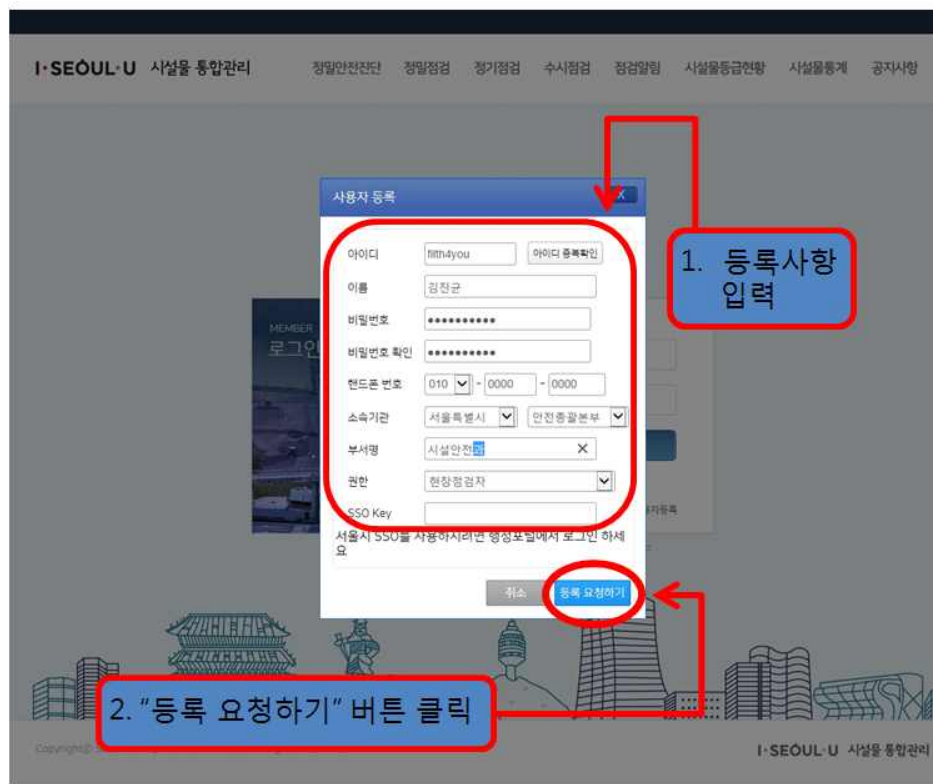 I·SEOUL·U 시설물 통합관리 정밀안전진단 정밀점검 정기점검 수시점검 점검알림 시설물등급현황 시설물통계 공지사항
사용자 등록 X
아이디 filth4you 아이디 중복확인
이름 김진균
비밀번호 ●●●●●●●●●●
비밀번호 확인 ●●●●●●●●●●
핸드폰 번호 010 - 0000 - 0000
소속기관 서울특별시 안전총괄본부
부서명 시설안전과
권한 현장점검자
SSO Key
서울시 SSO를 사용하시려면 행정포털에서 로그인 하세
요
취소 등록 요청하기
1. 등록사항
입력
MEMBER
로그인
2. "등록 요청하기" 버튼 클릭
Copyright©
I·SEOUL·U 시설물 통합관리